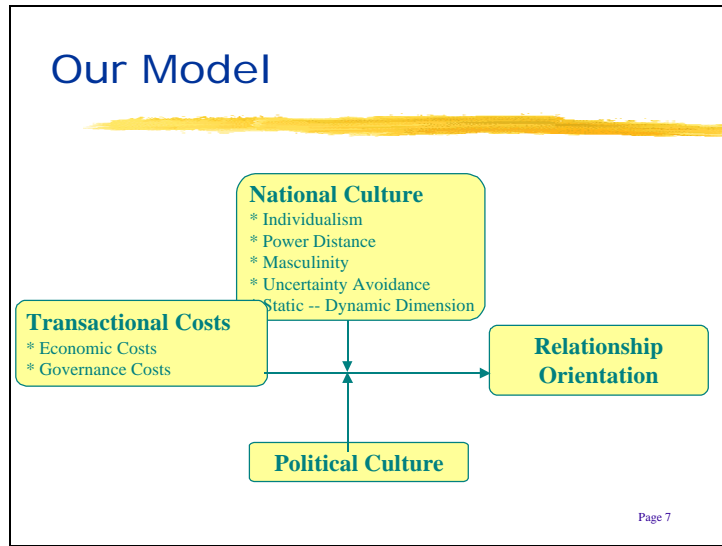 Our Model
National Culture
* Individualism
* Power Distance
* Masculinity
* Uncertainty Avoidance
* Static -- Dynamic Dimension
Transactional Costs
* Economic Costs
* Governance Costs
Relationship
Orientation
Political Culture
Page 7